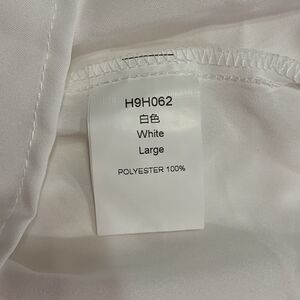 H9H062
白色
White
Large
POLYESTER 100%